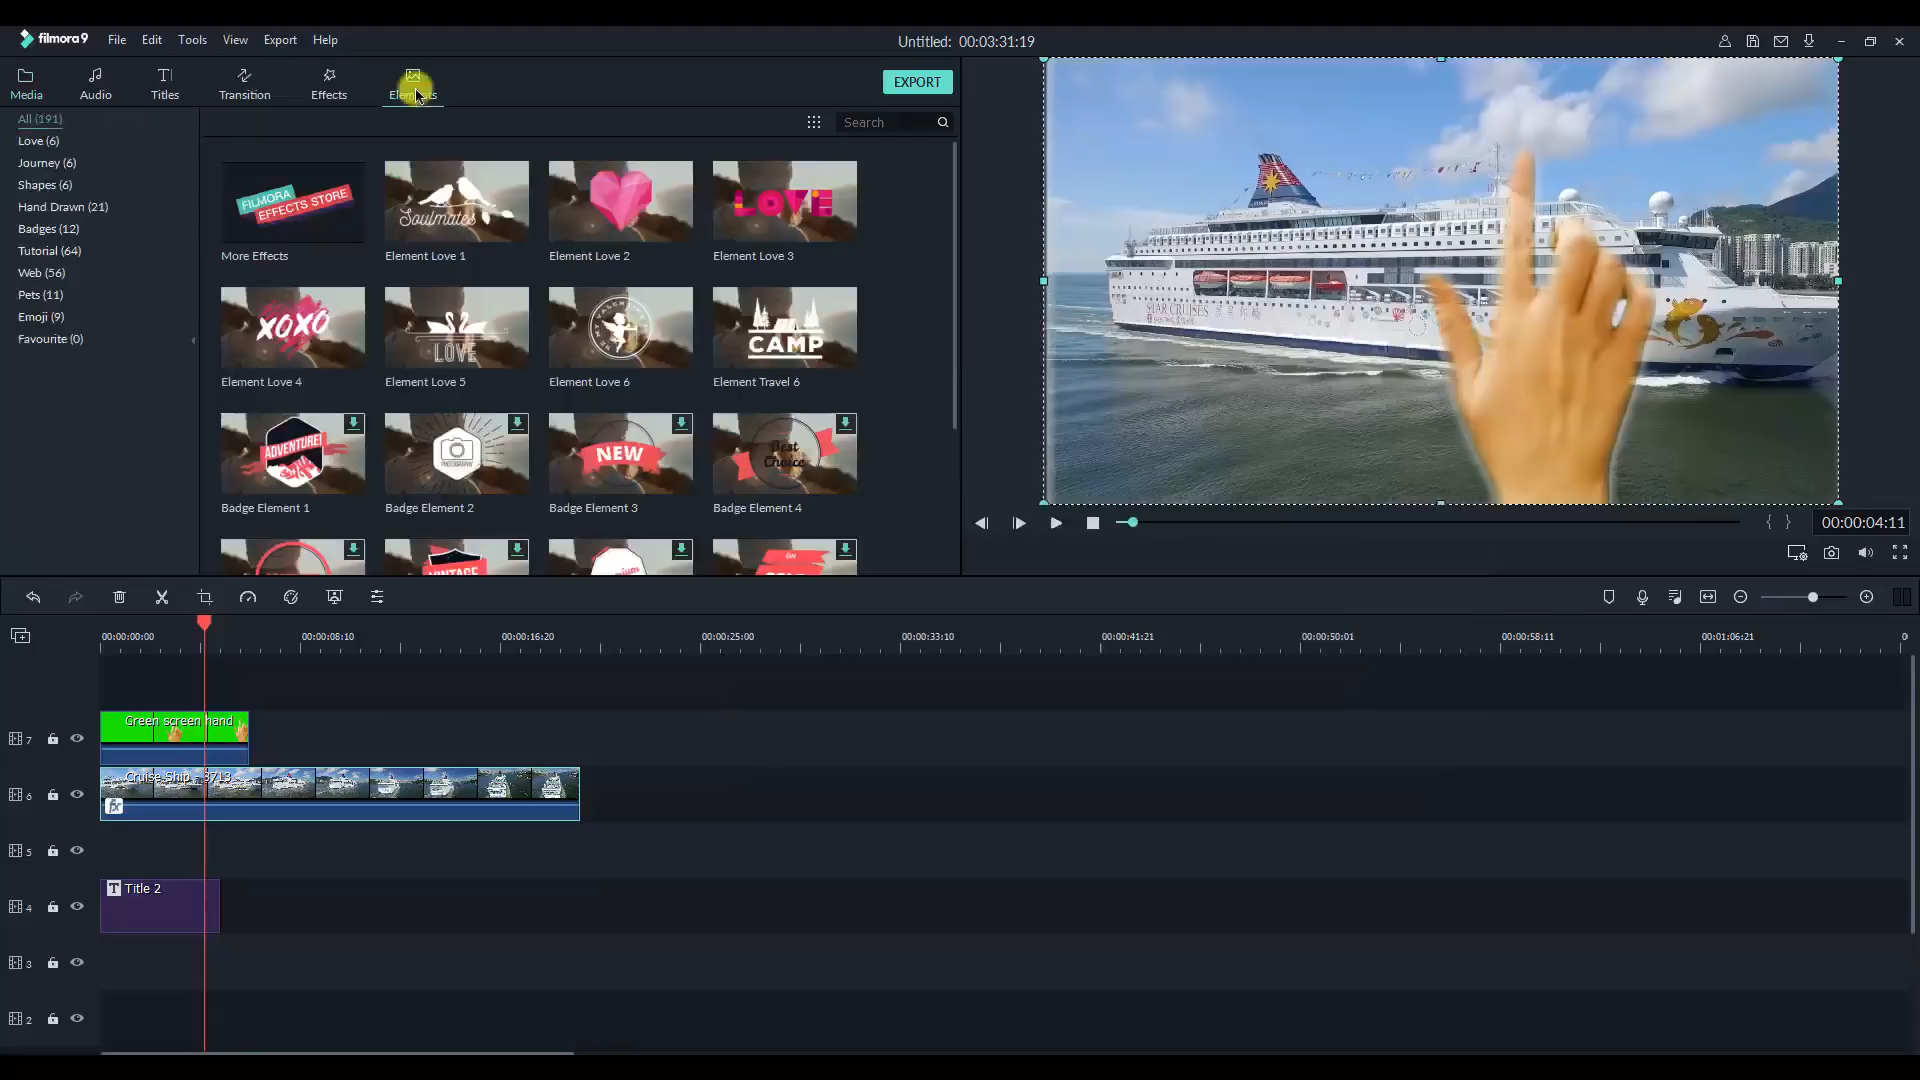 filmora9 File Edit Tools View Export Help Untitled: 00:03:31:19
Media Audio Titles Transition Effects Elements EXPORT
All (191)
Love (6)
Journey (6)
Shapes (6)
Hand Drawn (21)
Badges (12)
Tutorial (64)
Web (56)
Pets (11)
Emoji (9)
Favourite (0)
Search
FILMORA
EFFECTS STORE
Soulmates
LOVE
More Effects Element Love 1 Element Love 2 Element Love 3
XOXO
LOVE
CAMP
Element Love 4 Element Love 5 Element Love 6 Element Travel 6
ADVENTURE!
PHOTOGRAPHY
NEW
Best
Choice
Badge Element 1 Badge Element 2 Badge Element 3 Badge Element 4
VINTAGE
ON
STAR CRUISES
00:00:04:11
00:00:00:00 00:00:08:10 00:00:16:20 00:00:25:00 00:00:33:10 00:00:41:21 00:00:50:01 00:00:58:11 00:01:06:21
Green screen hand
7
Cruise_Ship_-_3713
fx
6
5
T Title 2
4
3
2